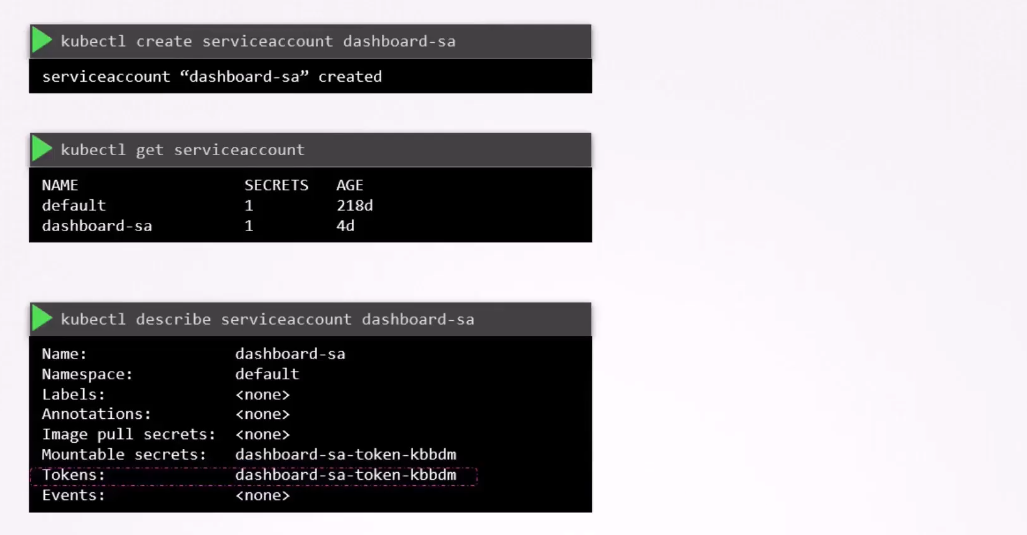 kubectl create serviceaccount dashboard-sa
serviceaccount “dashboard-sa” created
kubectl get serviceaccount
NAME SECRETS AGE
default 1 218d
dashboard-sa 1 4d
kubectl describe serviceaccount dashboard-sa
Name: dashboard-sa
Namespace: default
Labels: <none>
Annotations: <none>
Image pull secrets: <none>
Mountable secrets: dashboard-sa-token-kbbdm
Tokens: dashboard-sa-token-kbbdm
Events: <none>